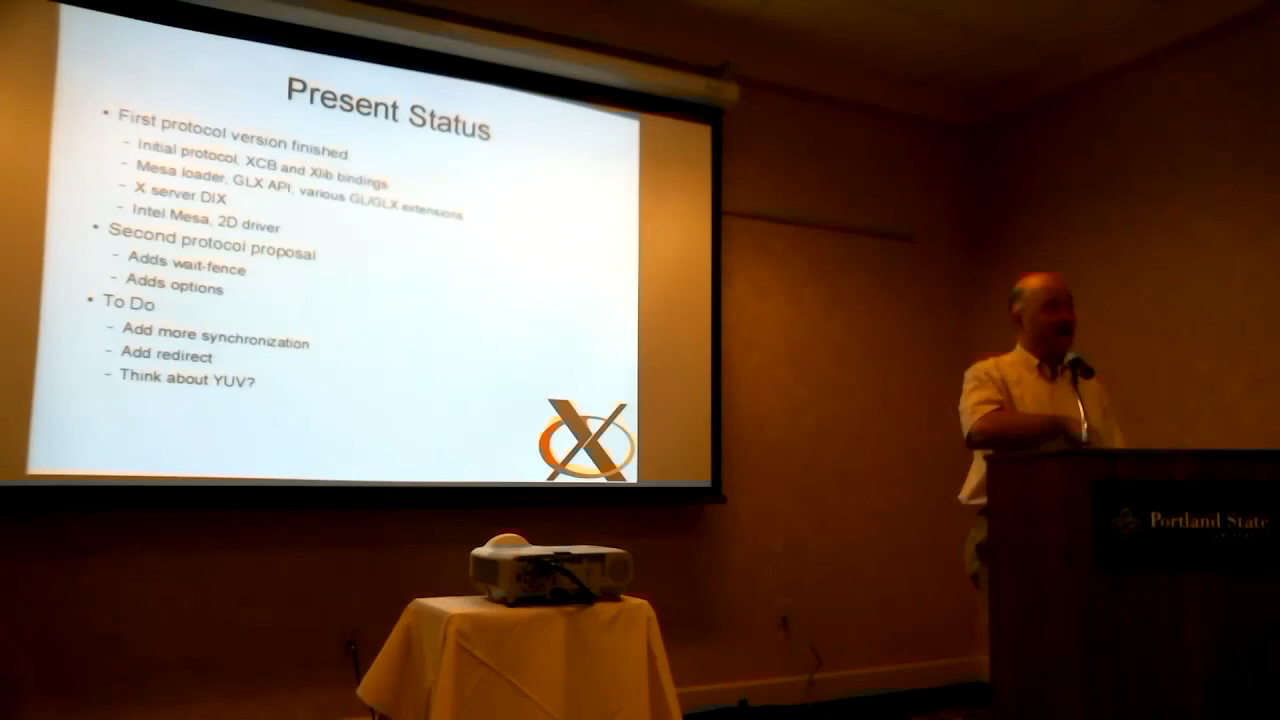 Present Status
• First protocol version finished
– Initial protocol, XCB and Xlib bindings
– Mesa loader, GLX API, various GL/GLX extensions
– X server DIX
– Intel Mesa, 2D driver
• Second protocol proposal
– Adds wait-fence
– Adds options
• To Do
– Add more synchronization
– Add redirect
– Think about YUV?
X
Portland State